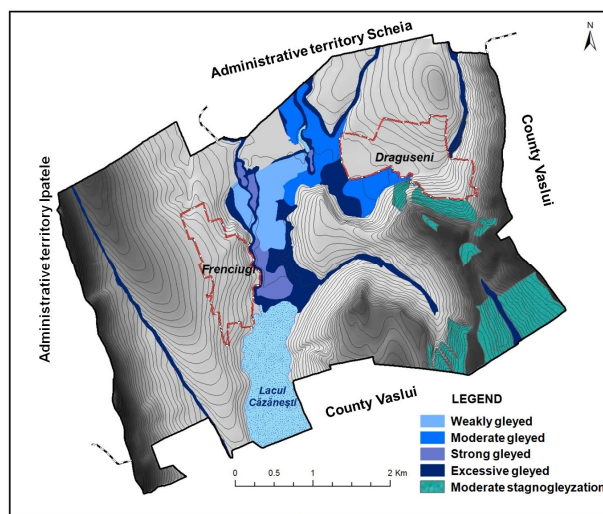 N
Administrative territory Scheia
Draguseni
County Vaslui
Administrative territory Ipatele
Frenciugi
Lacul
Căzănești
County Vaslui
LEGEND
Weakly gleyed
Moderate gleyed
Strong gleyed
Excessive gleyed
Moderate stagnogleyzation
0 0.5 1 2 Km